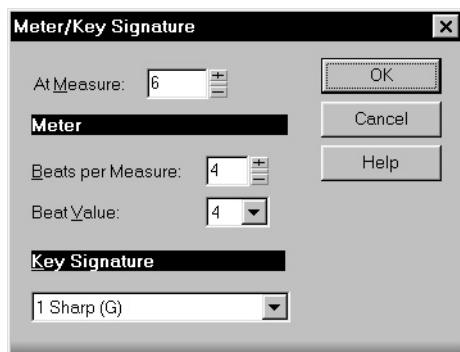 Meter/Key Signature
At Measure: 6
OK
Meter
Cancel
Beats per Measure: 4
Help
Beat Value: 4
Key Signature
1 Sharp (G)